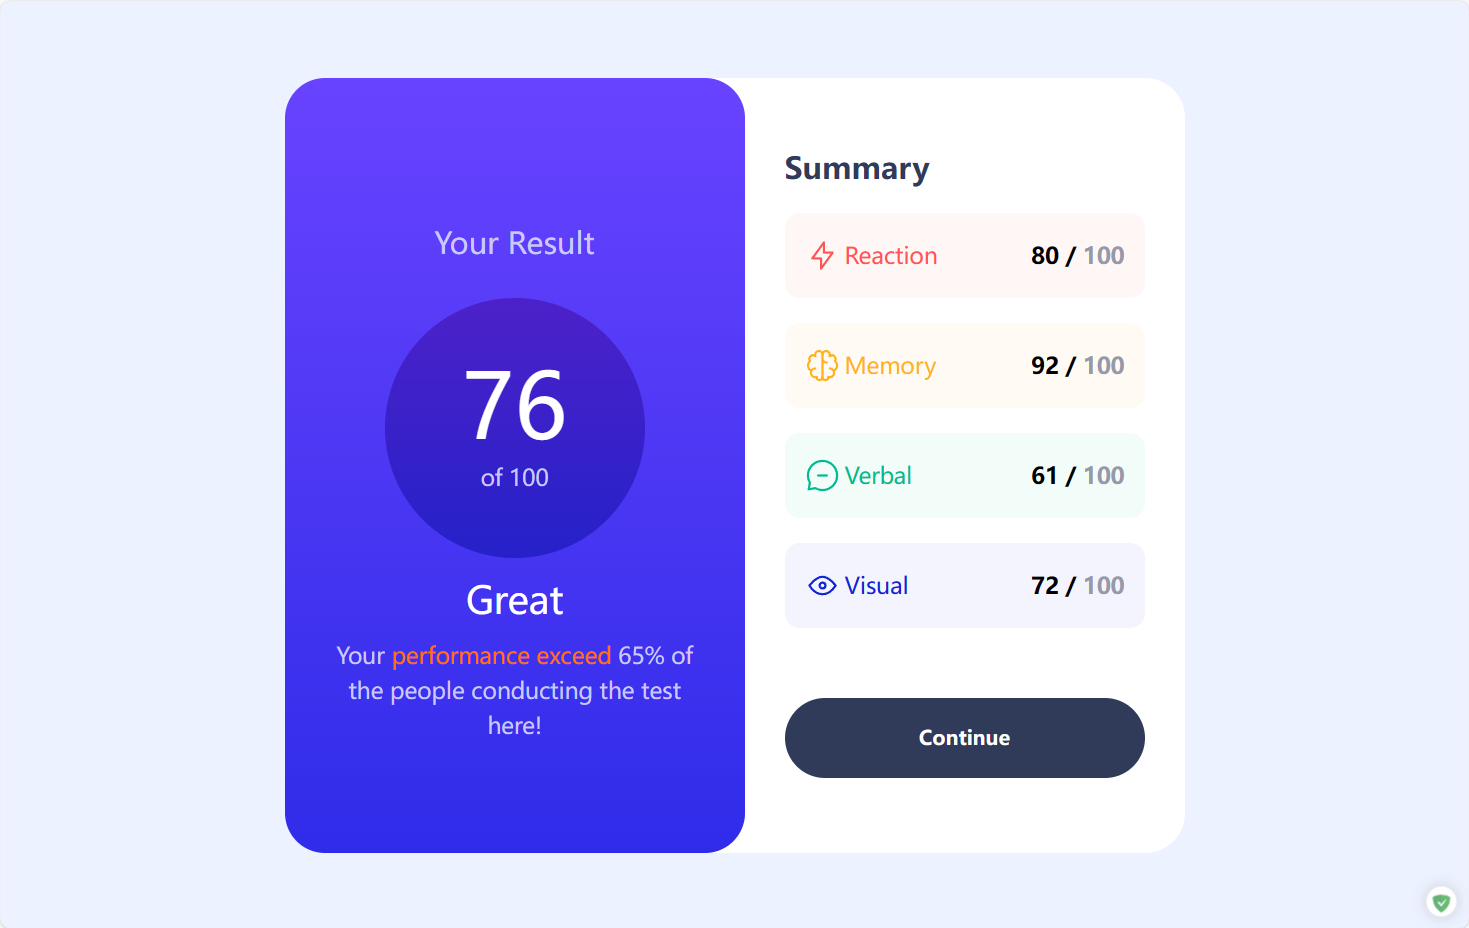 Your Result
76
of 100
Great
Your performance exceed 65% of
the people conducting the test
here!
Summary
Reaction 80 / 100
Memory 92 / 100
Verbal 61 / 100
Visual 72 / 100
Continue